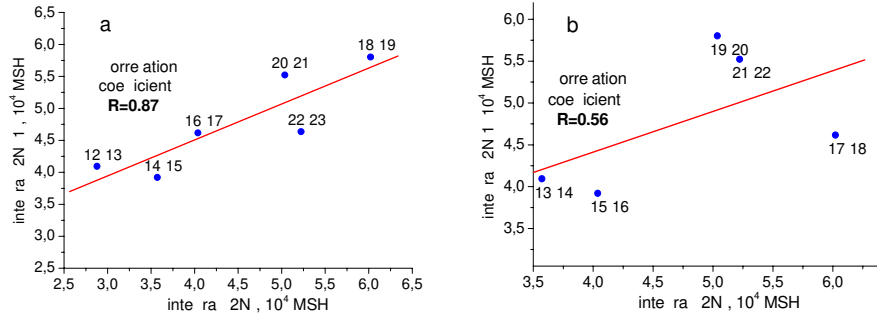 a
6,5
6,0
5,5
5,0
4,5
4,0
3,5
3,0
2,5
inte ra 2N 1 , 10⁴ MSH
orre ation
coe icient
R=0.87
18 19
20 21
16 17
22 23
12 13
14 15
2,5 3,0 3,5 4,0 4,5 5,0 5,5 6,0 6,5
inte ra 2N , 10⁴ MSH
b
6,0
5,5
5,0
4,5
4,0
3,5
inte ra 2N 1 10⁴ MSH
orre ation
coe icient
R=0.56
19 20
21 22
17 18
13 14
15 16
3,5 4,0 4,5 5,0 5,5 6,0
inte ra 2N , 10⁴ MSH